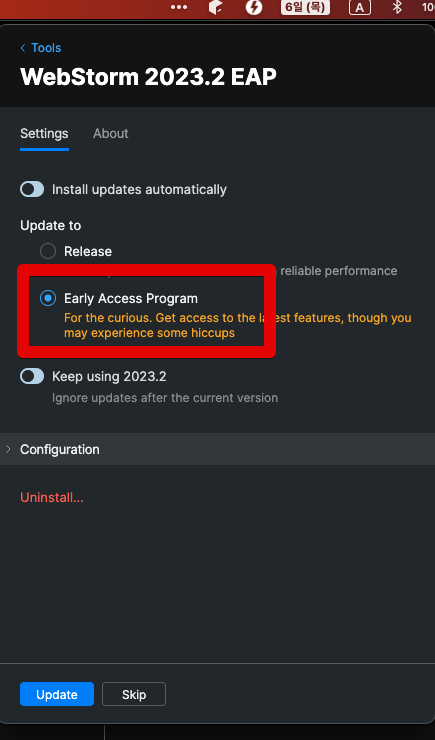 6일 (목)
A
10
Tools
WebStorm 2023.2 EAP
Settings About
Install updates automatically
Update to
Release
reliable performance
Early Access Program
For the curious. Get access to the latest features, though you
may experience some hiccups
Keep using 2023.2
Ignore updates after the current version
Configuration
Uninstall...
Update Skip